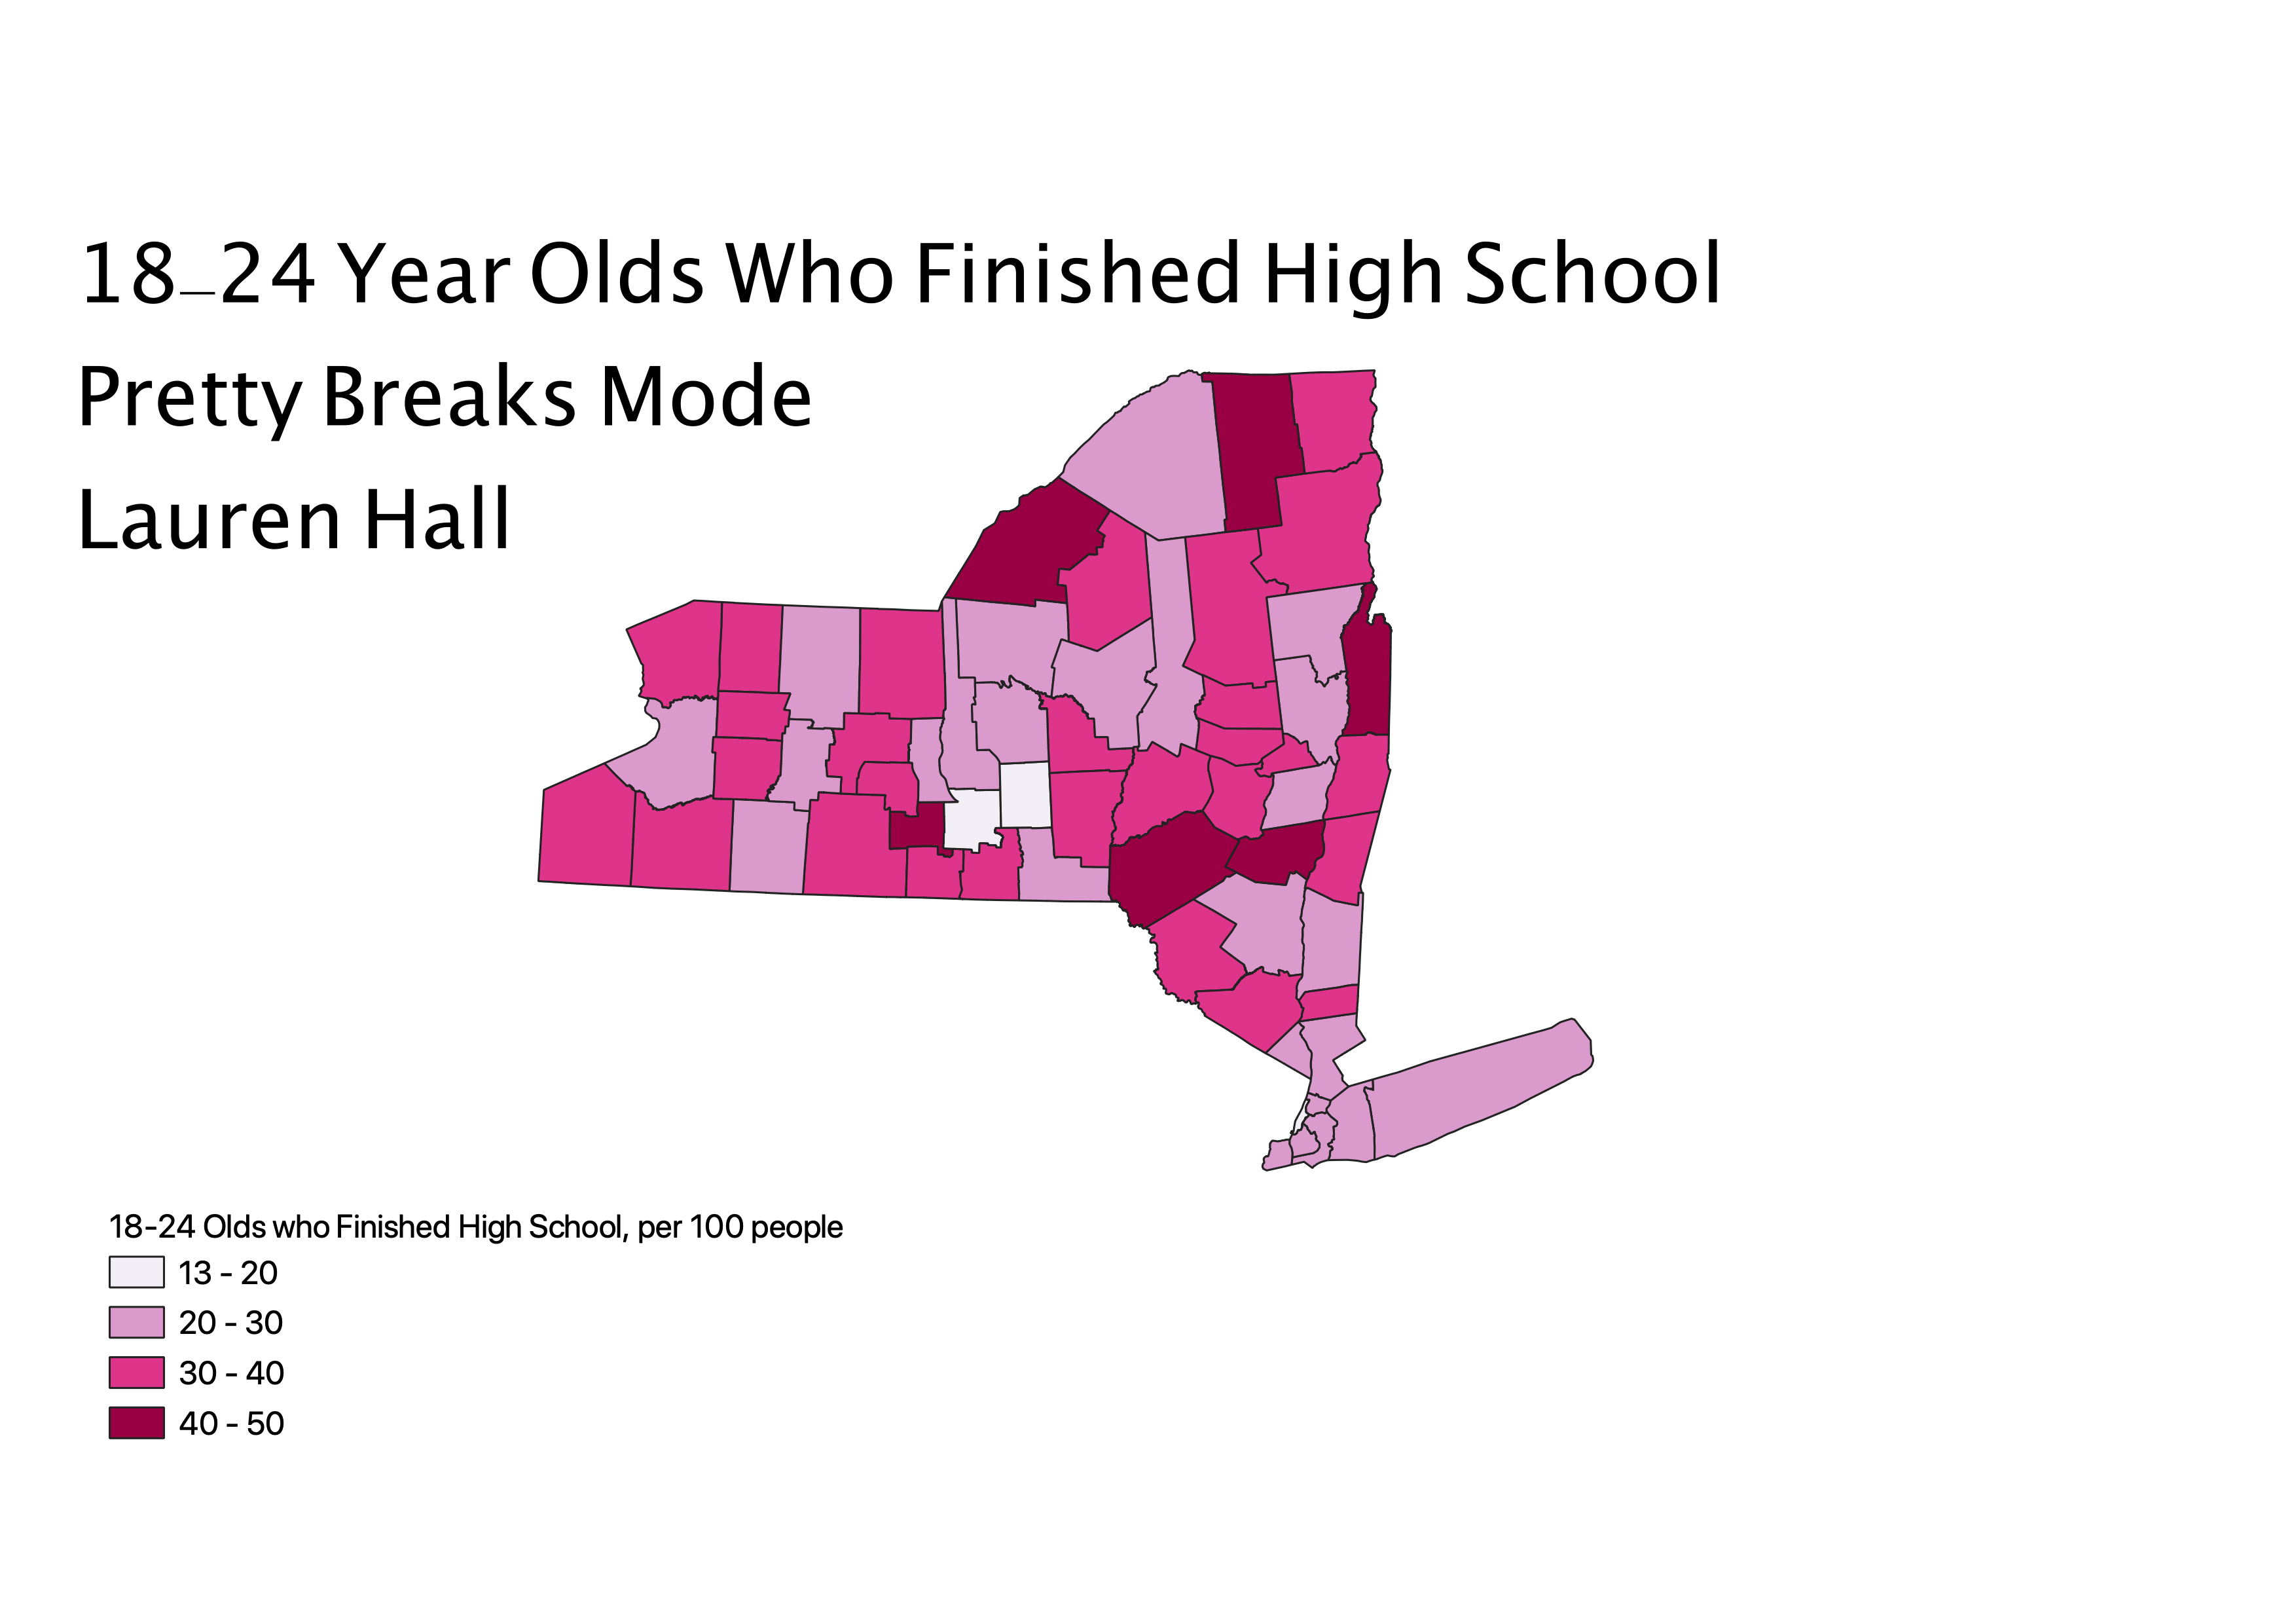 18–24 Year Olds Who Finished High School
Pretty Breaks Mode
Lauren Hall
18-24 Olds who Finished High School, per 100 people
13 - 20
20 - 30
30 - 40
40 - 50